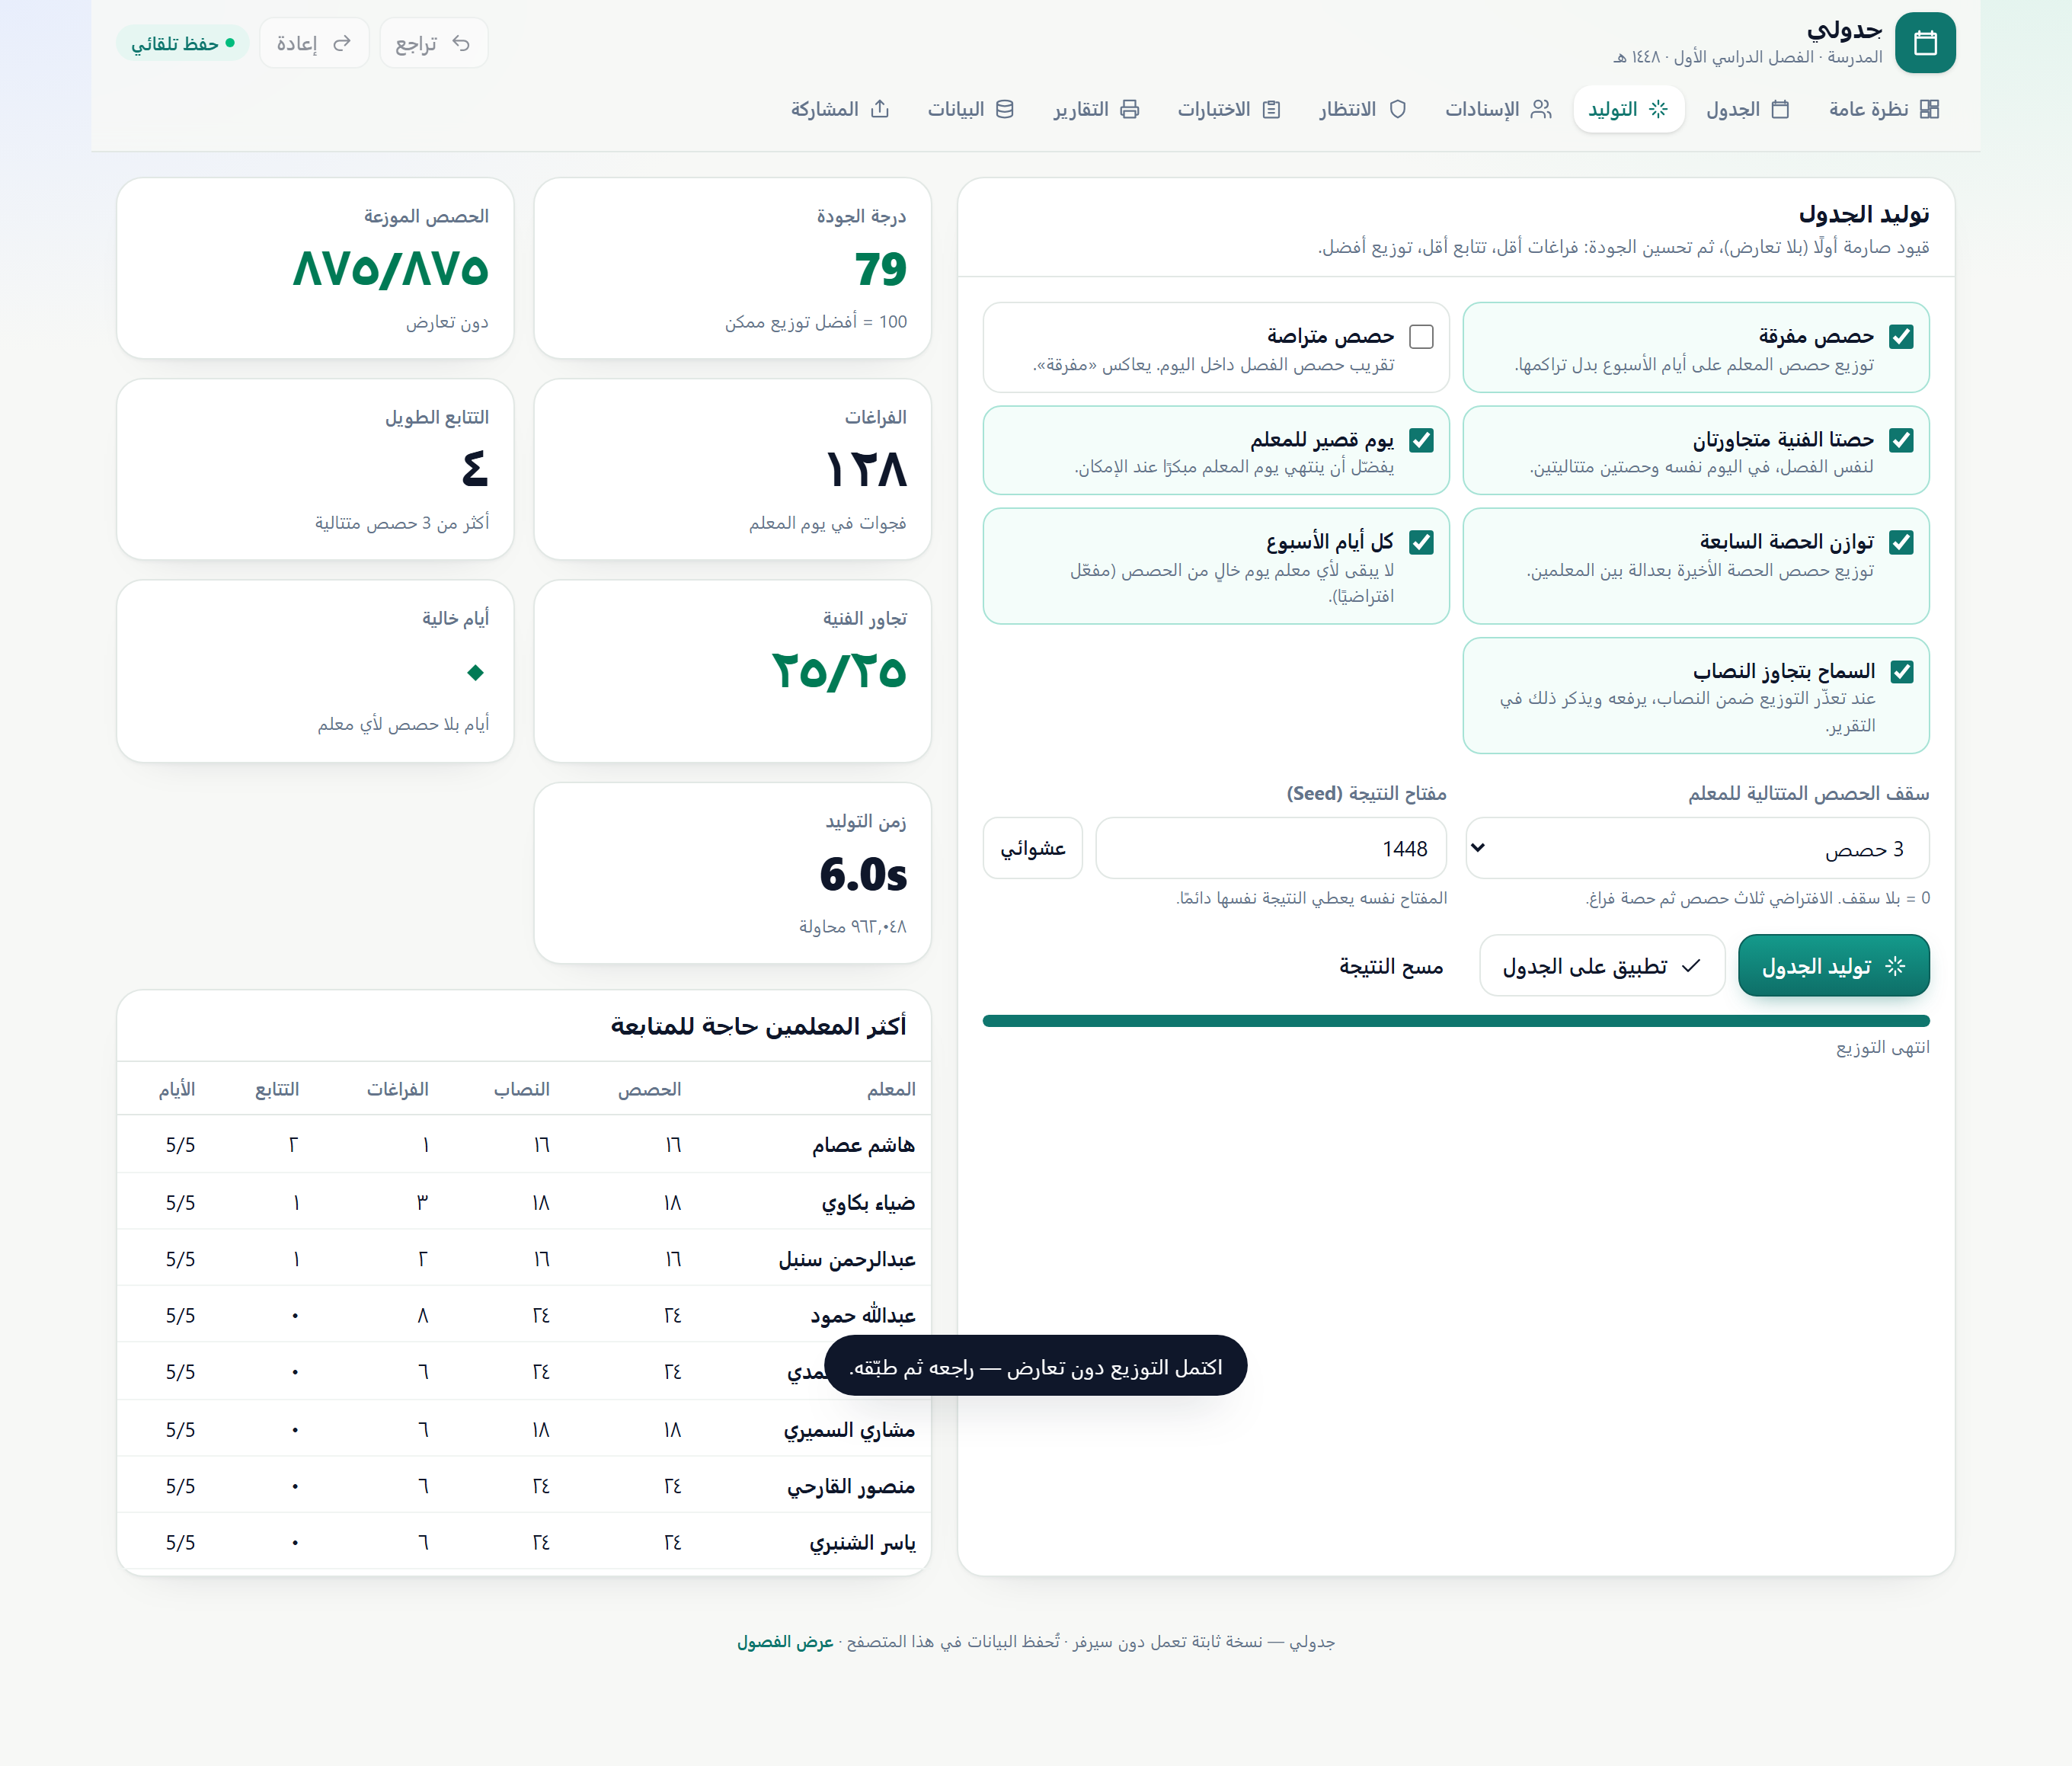 جدولي
المدرسة · الفصل الدراسي الأول · ١٤٤٨ هـ
تراجع
إعادة
حفظ تلقائي
نظرة عامة
الجدول
التوليد
الإسنادات
الانتظار
الاختبارات
التقارير
البيانات
المشاركة
توليد الجدول
قيود صارمة أولًا (بلا تعارض)، ثم تحسين الجودة: فراغات أقل، تتابع أقل، توزيع أفضل.
حصص مفرقة
توزيع حصص المعلم على أيام الأسبوع بدل تراكمها.
حصص متراصة
تقريب حصص الفصل داخل اليوم. يعاكس «مفرقة».
حصتا الفنية متجاورتان
لنفس الفصل، في اليوم نفسه وحصتين متتاليتين.
يوم قصير للمعلم
يفضّل أن ينتهي يوم المعلم مبكرًا عند الإمكان.
توازن الحصة السابعة
توزيع حصص الحصة الأخيرة بعدالة بين المعلمين.
كل أيام الأسبوع
لا يبقى لأي معلم يوم خالٍ من الحصص (مفعّل
افتراضيًا).
السماح بتجاوز النصاب
عند تعذّر التوزيع ضمن النصاب، يرفعه ويذكر ذلك في
التقرير.
سقف الحصص المتتالية للمعلم
3 حصص
0 = بلا سقف. الافتراضي ثلاث حصص ثم حصة فراغ.
مفتاح النتيجة (Seed)
1448
عشوائي
المفتاح نفسه يعطي النتيجة نفسها دائمًا.
توليد الجدول
تطبيق على الجدول
مسح النتيجة
انتهى التوزيع
درجة الجودة
79
100 = أفضل توزيع ممكن
الحصص الموزعة
٨٧٥/٨٧٥
دون تعارض
الفراغات
١٢٨
فجوات في يوم المعلم
التتابع الطويل
٤
أكثر من 3 حصص متتالية
تجاور الفنية
٢٥/٢٥
أيام خالية
٠
أيام بلا حصص لأي معلم
زمن التوليد
6.0s
٩٦٢,٠٤٨ محاولة
أكثر المعلمين حاجة للمتابعة
المعلم الحصص النصاب الفراغات التتابع الأيام
هاشم عصام ١٦ ١٦ ١ ٢ 5/5
ضياء بكاوي ١٨ ١٨ ٣ ١ 5/5
عبدالرحمن سنبل ١٦ ١٦ ٢ ١ 5/5
عبدالله حمود ٢٤ ٢٤ ٨ ٠ 5/5
٢٤ ٢٤ ٦ ٠ 5/5
مشاري السميري ١٨ ١٨ ٦ ٠ 5/5
منصور القارحي ٢٤ ٢٤ ٦ ٠ 5/5
ياسر الشنبري ٢٤ ٢٤ ٦ ٠ 5/5
اكتمل التوزيع دون تعارض — راجعه ثم طبّقه.
جدولي — نسخة ثابتة تعمل دون سيرفر · تُحفظ البيانات في هذا المتصفح · عرض الفصول